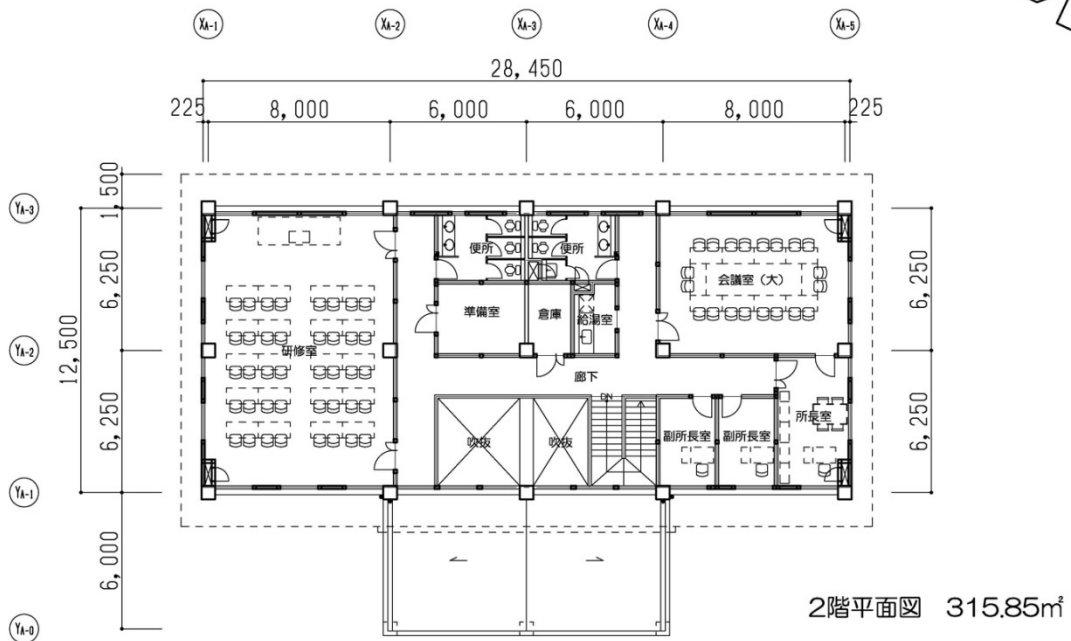 XA-1 XA-2 XA-3 XA-4 XA-5
28,450
225 8,000 6,000 6,000 8,000 225
1,500
YA-3
便所 便所
会議室（大）
6,250 6,250
準備室 倉庫 給湯室
12,500
YA-2
研修室
廊下
DN
所長室
6,250 6,250
吹抜 吹抜 副所長室 副所長室
YA-1
6,000
2階平面図 315.85㎡
YA-0